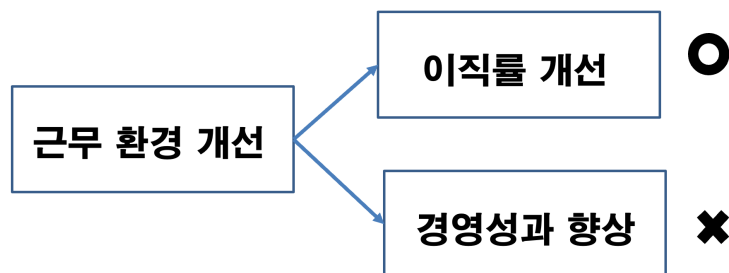 이직률 개선
근무 환경 개선
경영성과 향상